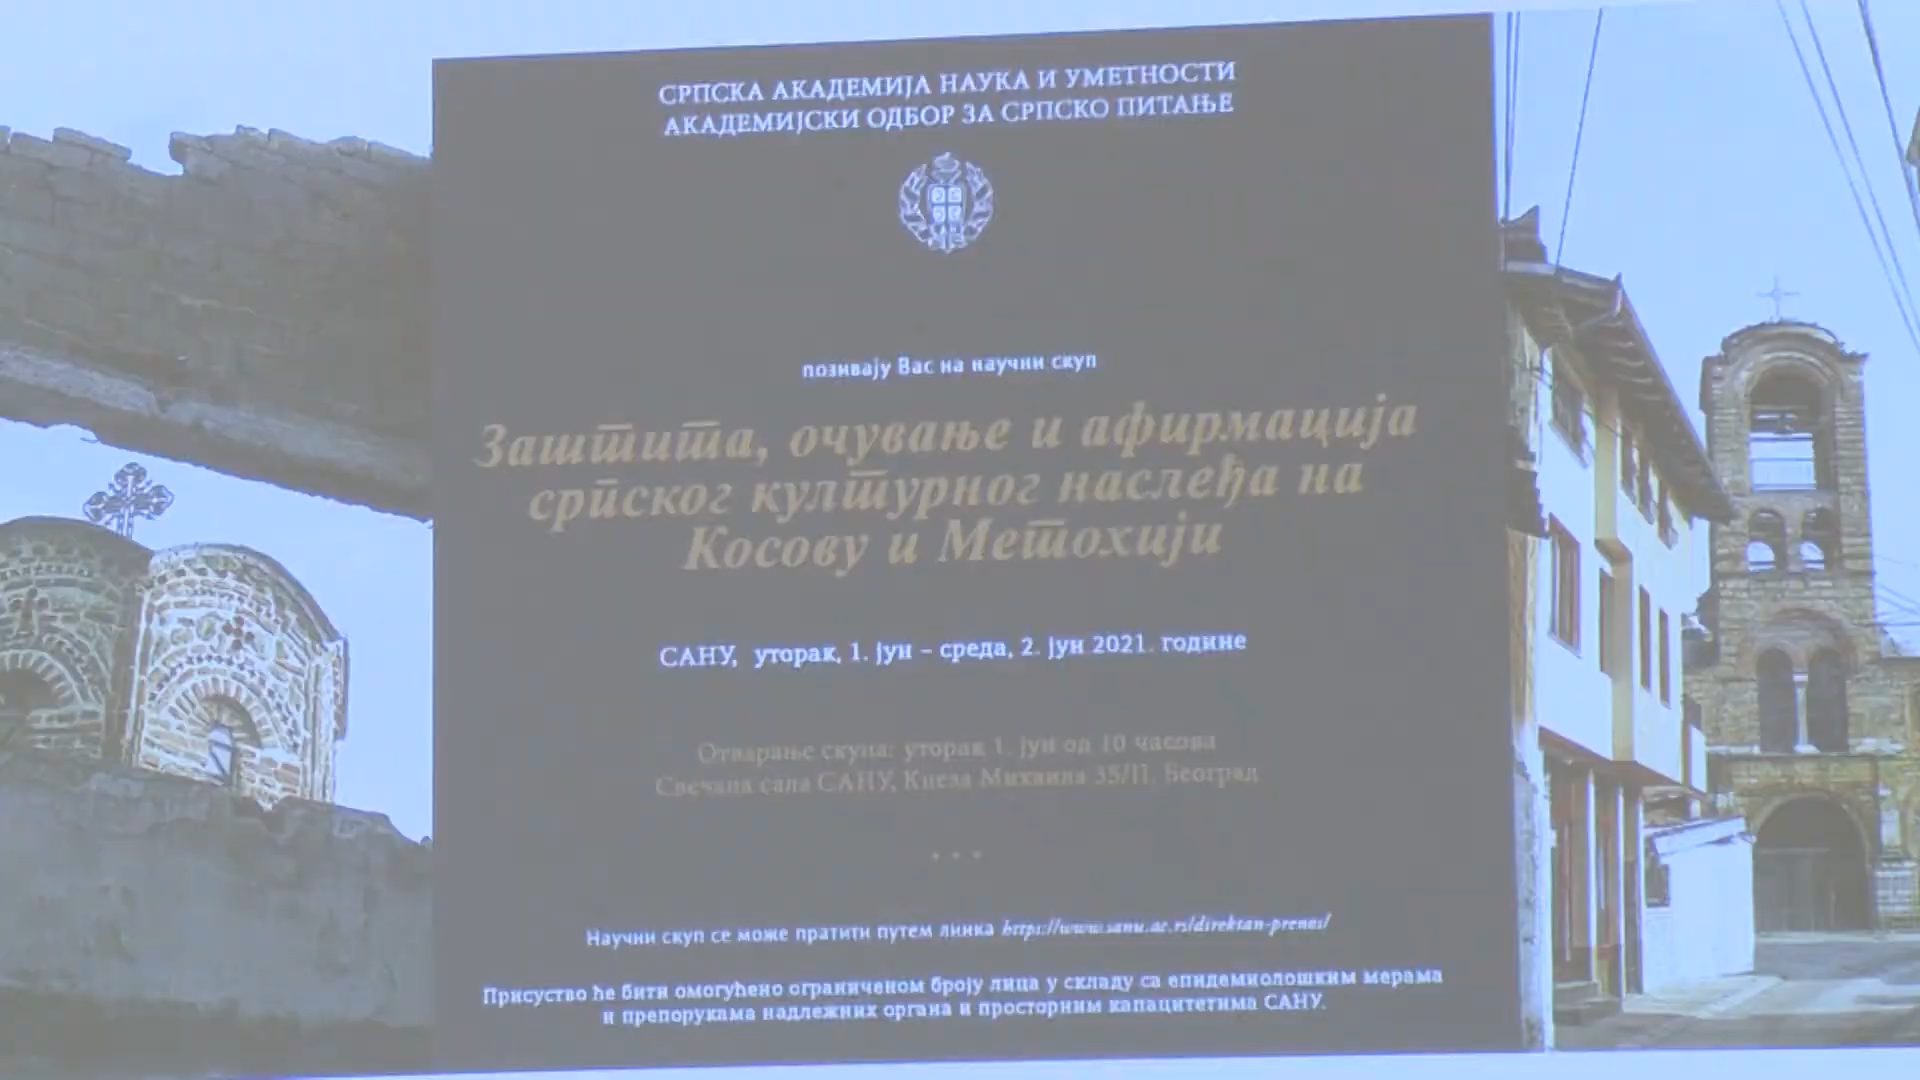 СРПСКА АКАДЕМИЈА НАУКА И УМЕТНОСТИ
АКАДЕМИЈСКИ ОДБОР ЗА СРПСКО ПИТАЊЕ
позивају Вас на научни скуп
Заштита, очување и афирмација
српског културног наслеђа на
Косову и Метохији
САНУ, уторак, 1. јун – среда, 2. јун 2021. године
Отварање скупа: уторак 1. јун од 10 часова
Свечана сала САНУ, Кнеза Михаила 35/II, Београд
• • •
Научни скуп се може пратити путем линка https://www.sanu.ac.rs/direktan-prenos/
Присуство ће бити омогућено ограниченом броју лица у складу са епидемиолошким мерама
и препорукама надлежних органа и просторним капацитетима САНУ.